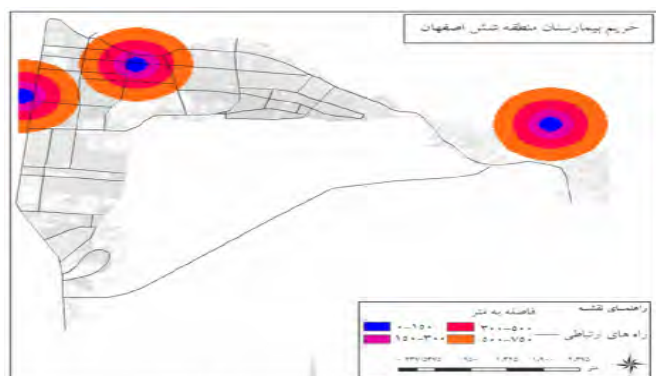 حریم بیمارستان منطقه شش اصفهان
راهنمای نقشه
فاصله به متر
۰-۱۵۰
۳۰۰-۵۰۰
راه های ارتباطی
۱۵۰-۳۰۰
۵۰۰-۷۵۰
متر